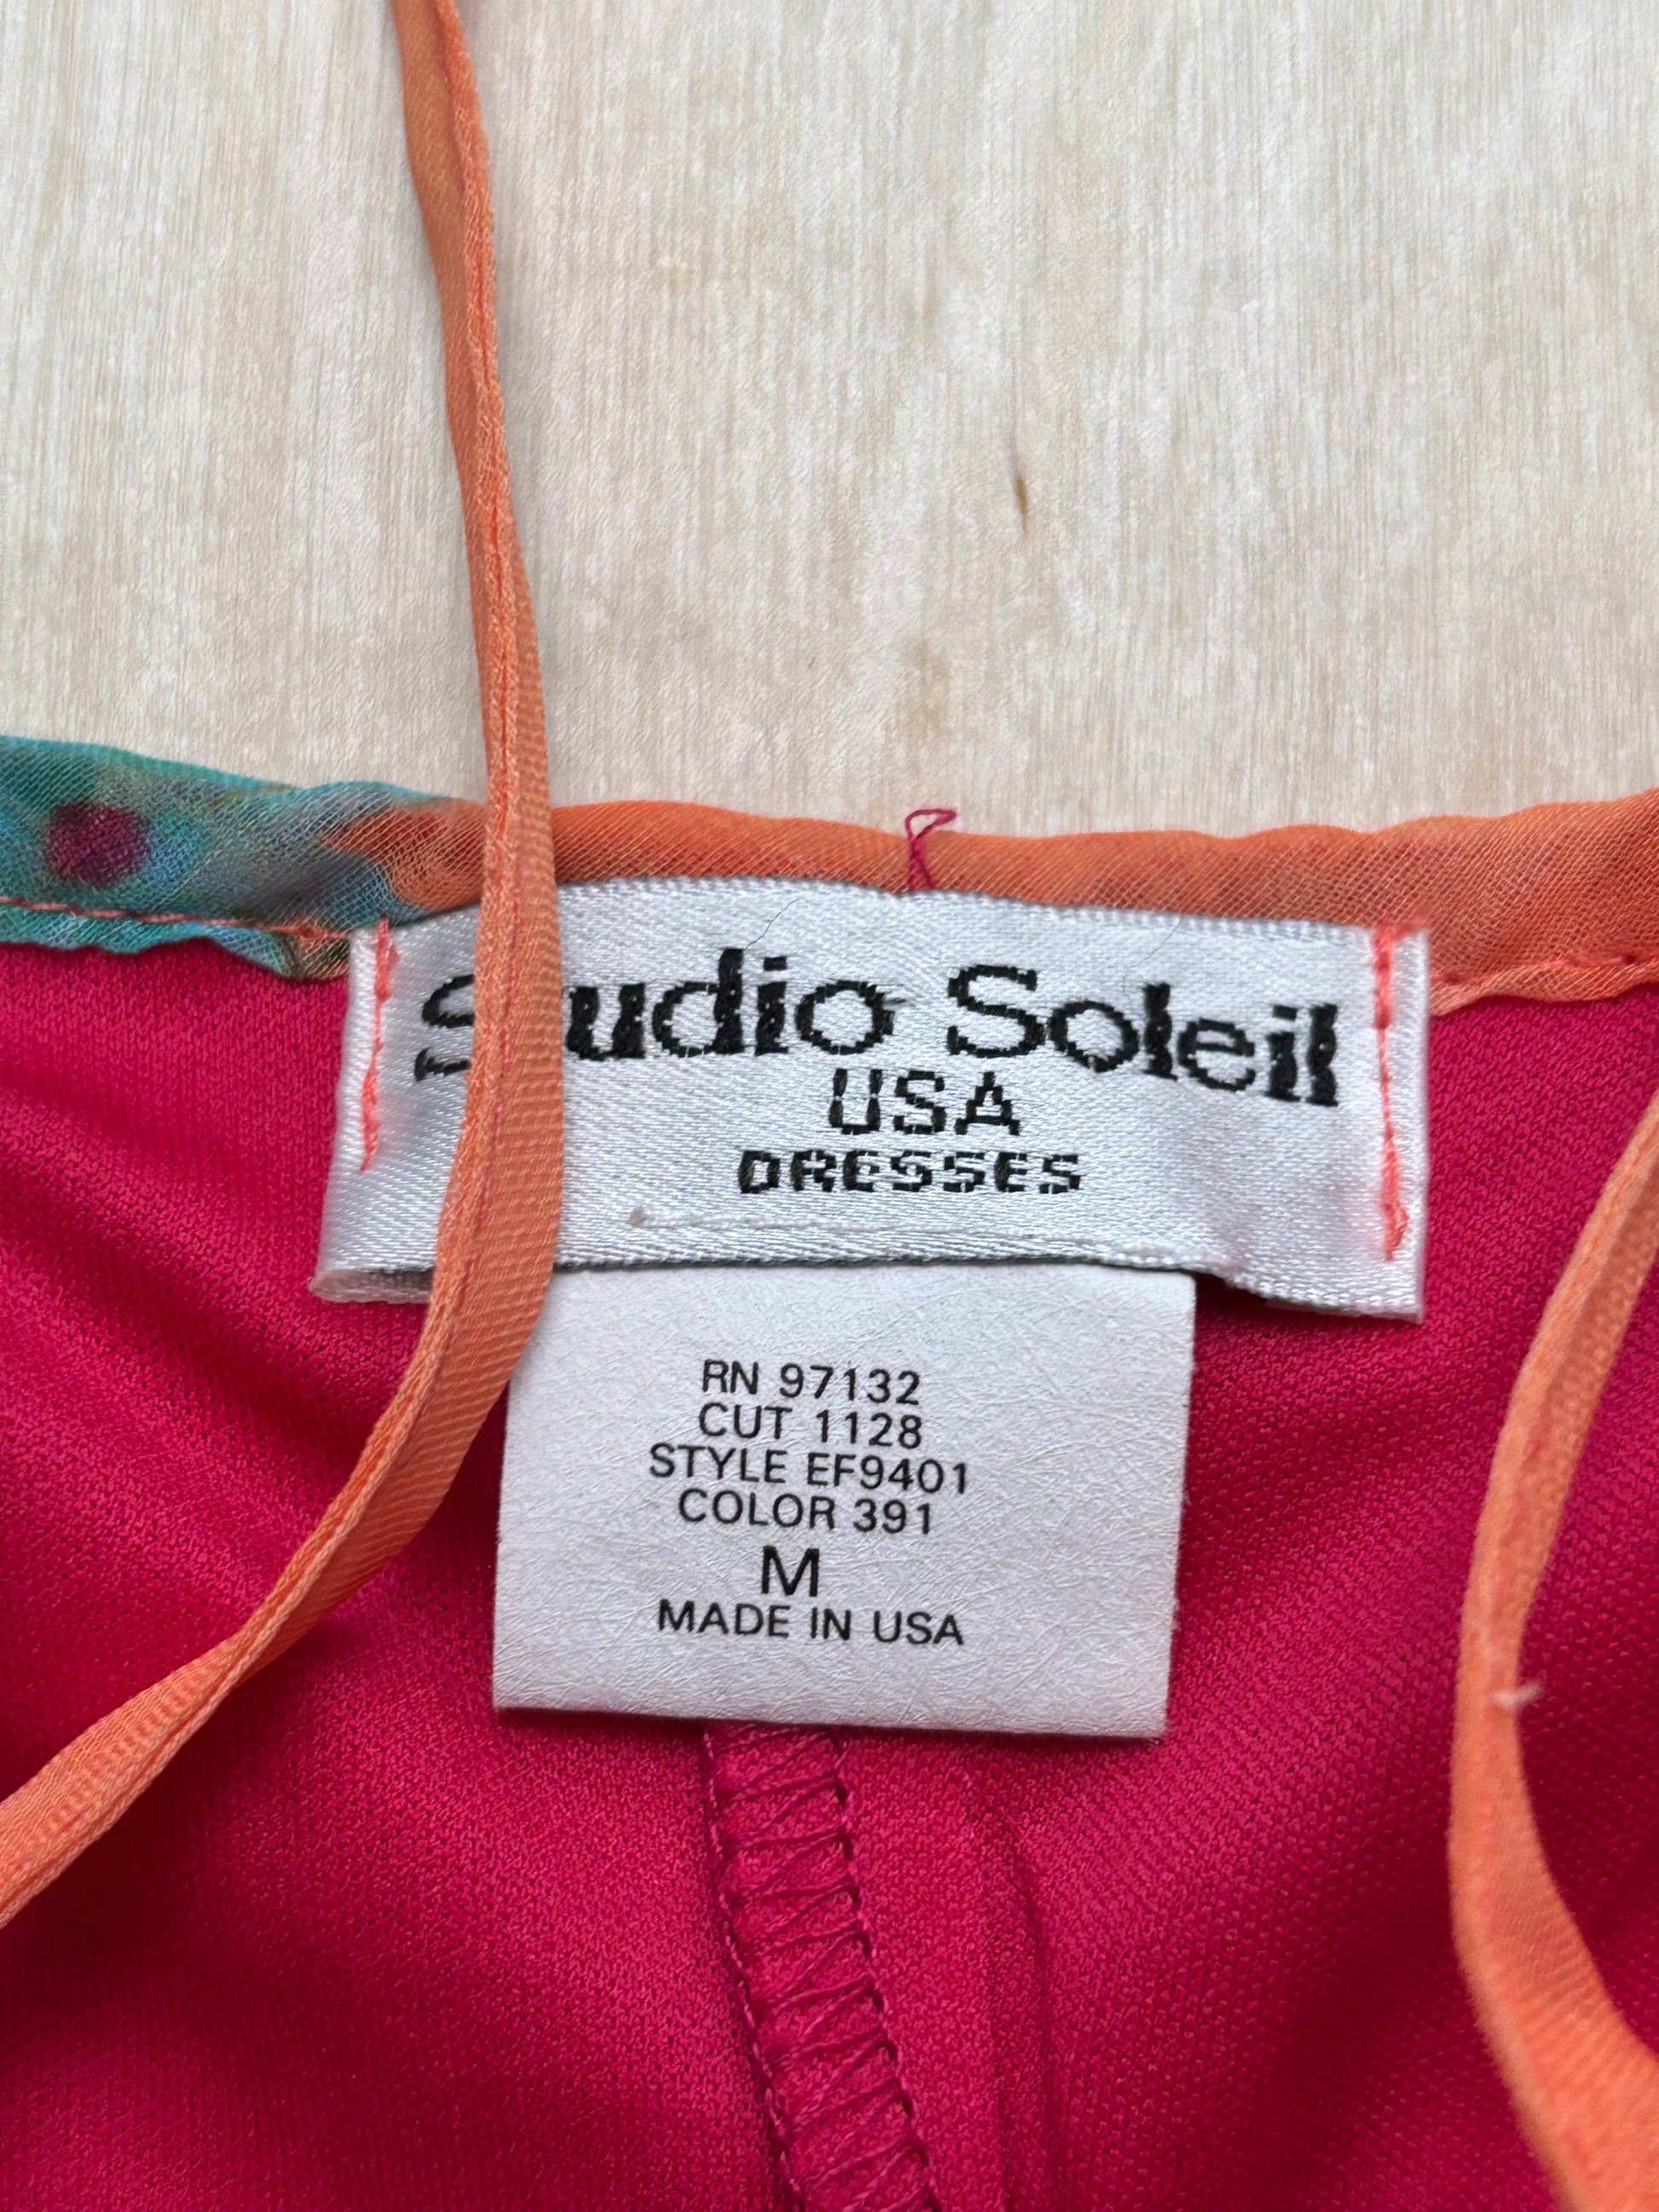 Studio Soleil
USA
DRESSES
RN 97132
CUT 1128
STYLE EF9401
COLOR 391
M
MADE IN USA